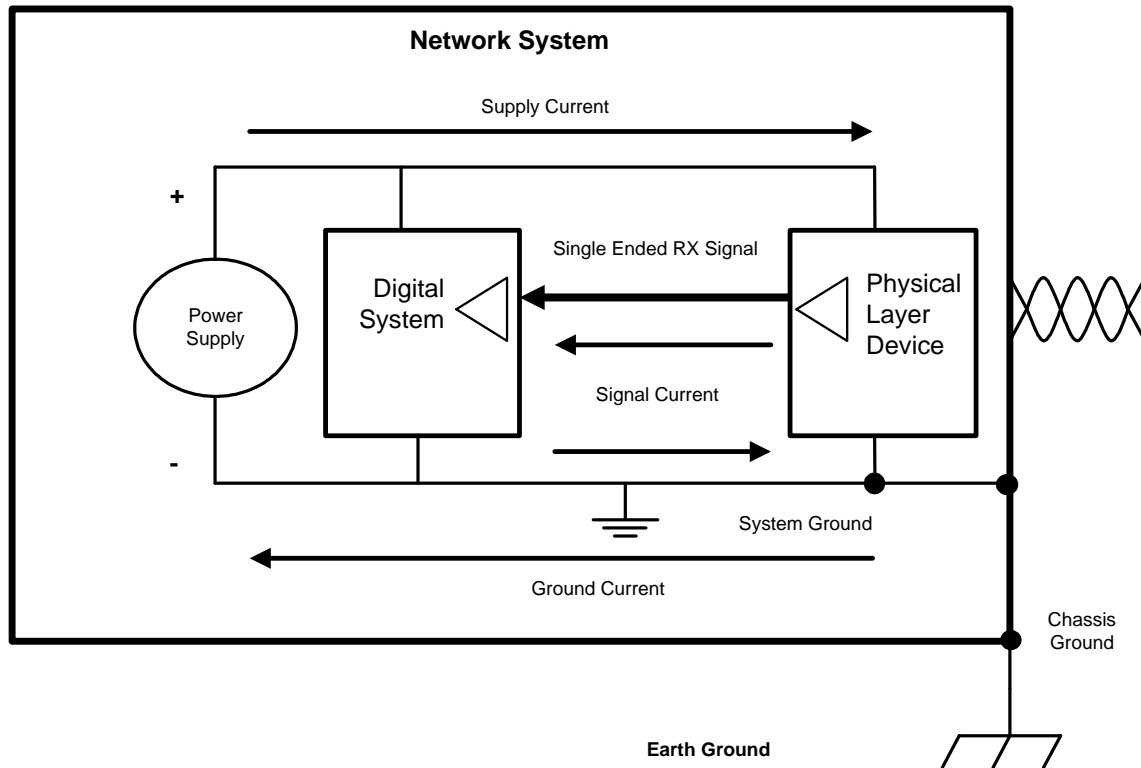 Network System
Supply Current
+
Single Ended RX Signal
Digital
System
Physical
Layer
Device
Power
Supply
Signal Current
-
System Ground
Ground Current
Chassis
Ground
Earth Ground